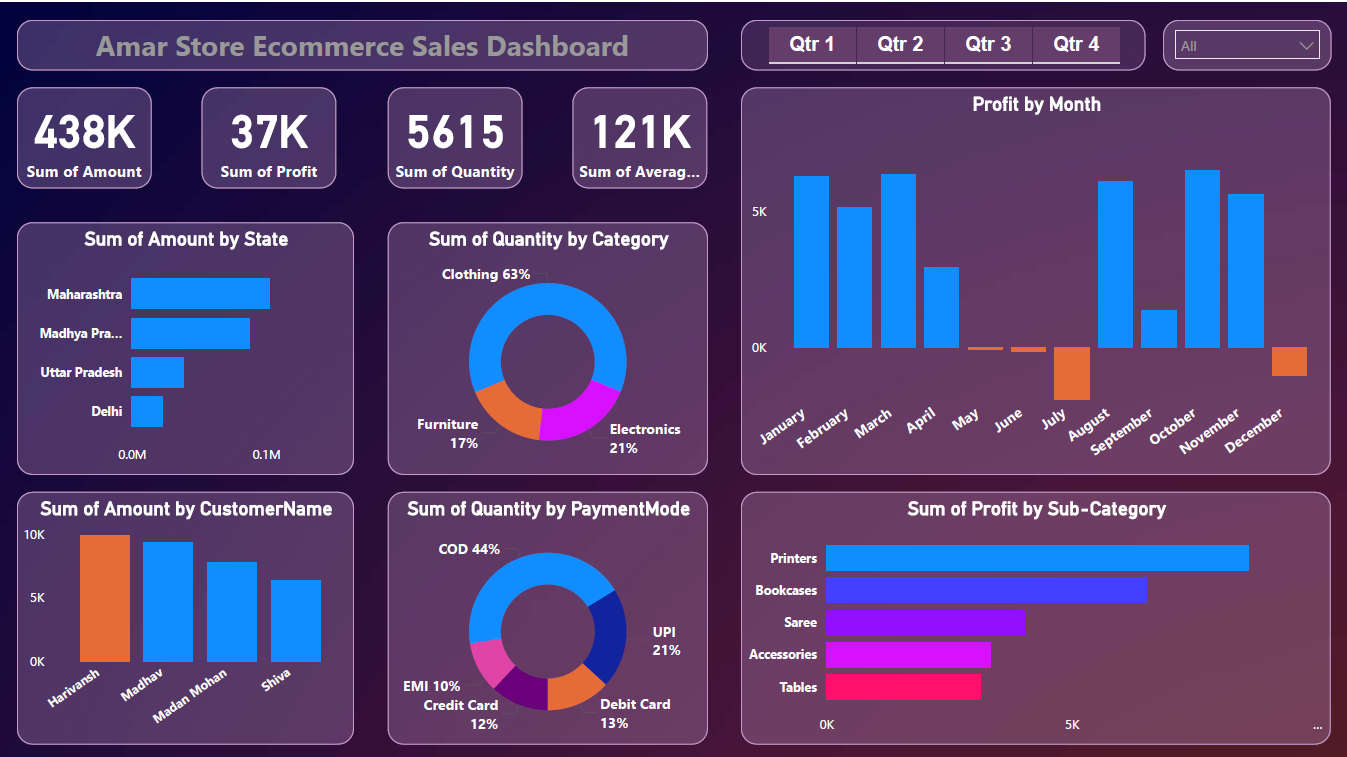 Amar Store Ecommerce Sales Dashboard
Qtr 1
Qtr 2
Qtr 3
Qtr 4
All
438K
Sum of Amount
37K
Sum of Profit
5615
Sum of Quantity
121K
Sum of Averag...
Profit by Month
5K
0K
January
February
March
April
May
June
July
August
September
October
November
December
Sum of Amount by State
Maharashtra
Madhya Pra...
Uttar Pradesh
Delhi
0.0M
0.1M
Sum of Quantity by Category
Clothing 63%
Furniture
17%
Electronics
21%
Sum of Amount by CustomerName
10K
5K
0K
Harivansh
Madhav
Madan Mohan
Shiva
Sum of Quantity by PaymentMode
COD 44%
UPI
21%
EMI 10%
Credit Card
12%
Debit Card
13%
Sum of Profit by Sub-Category
Printers
Bookcases
Saree
Accessories
Tables
0K
5K
...